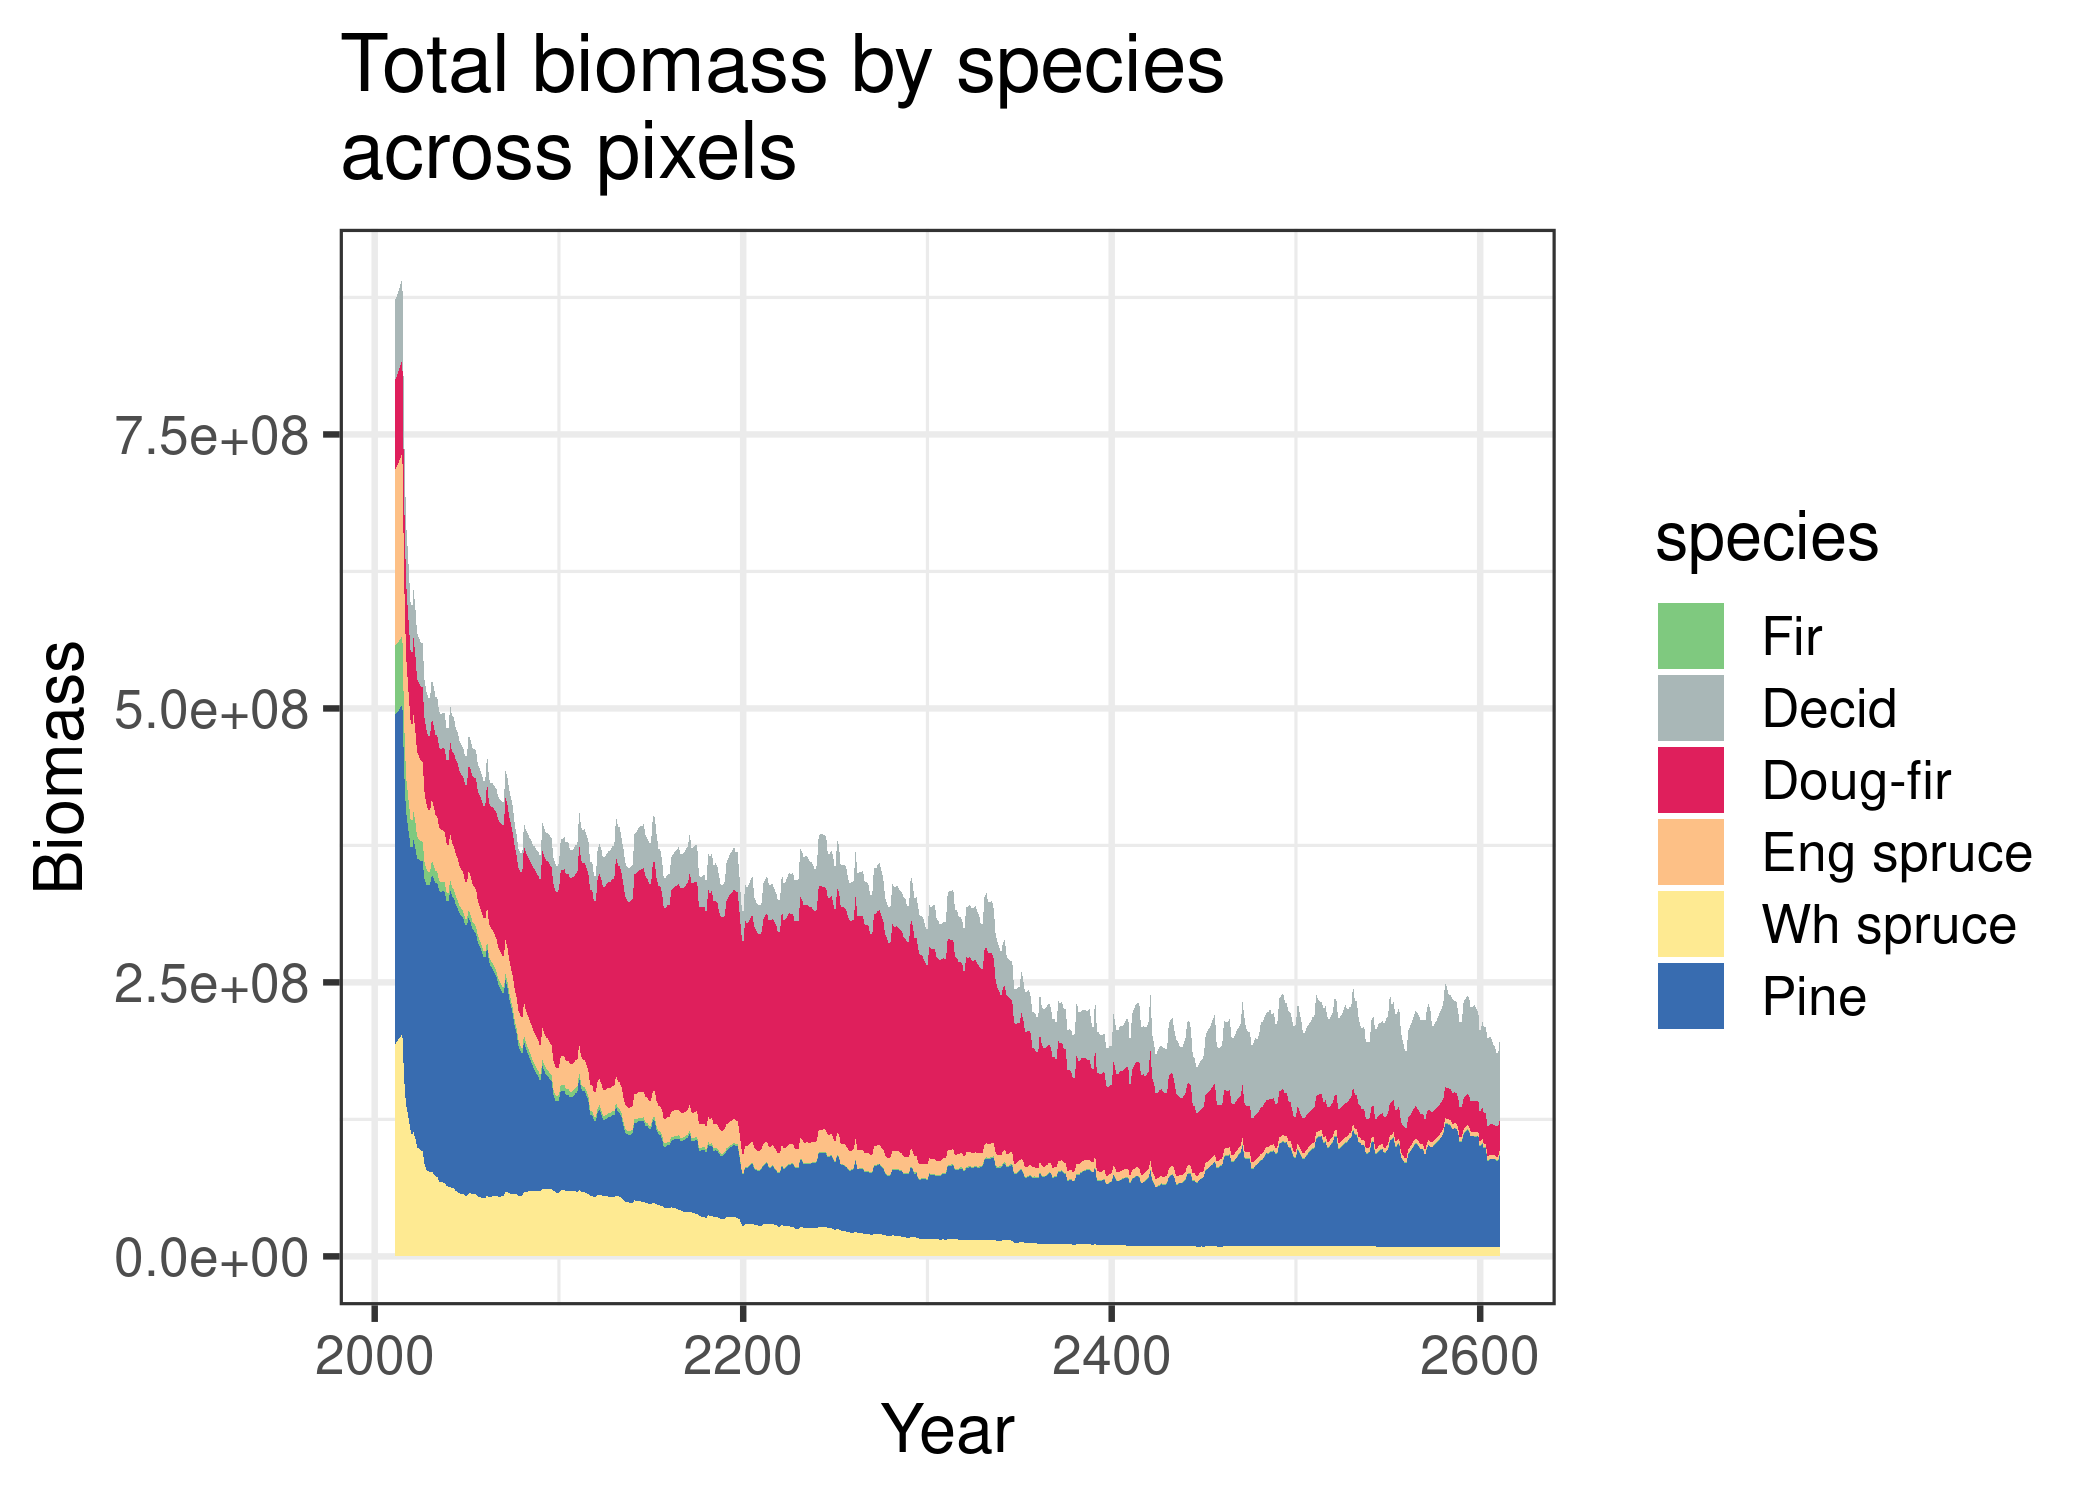 Total biomass by species
across pixels
Biomass
7.5e+08
5.0e+08
2.5e+08
0.0e+00
2000
2200
2400
2600
Year
species
Fir
Decid
Doug-fir
Eng spruce
Wh spruce
Pine